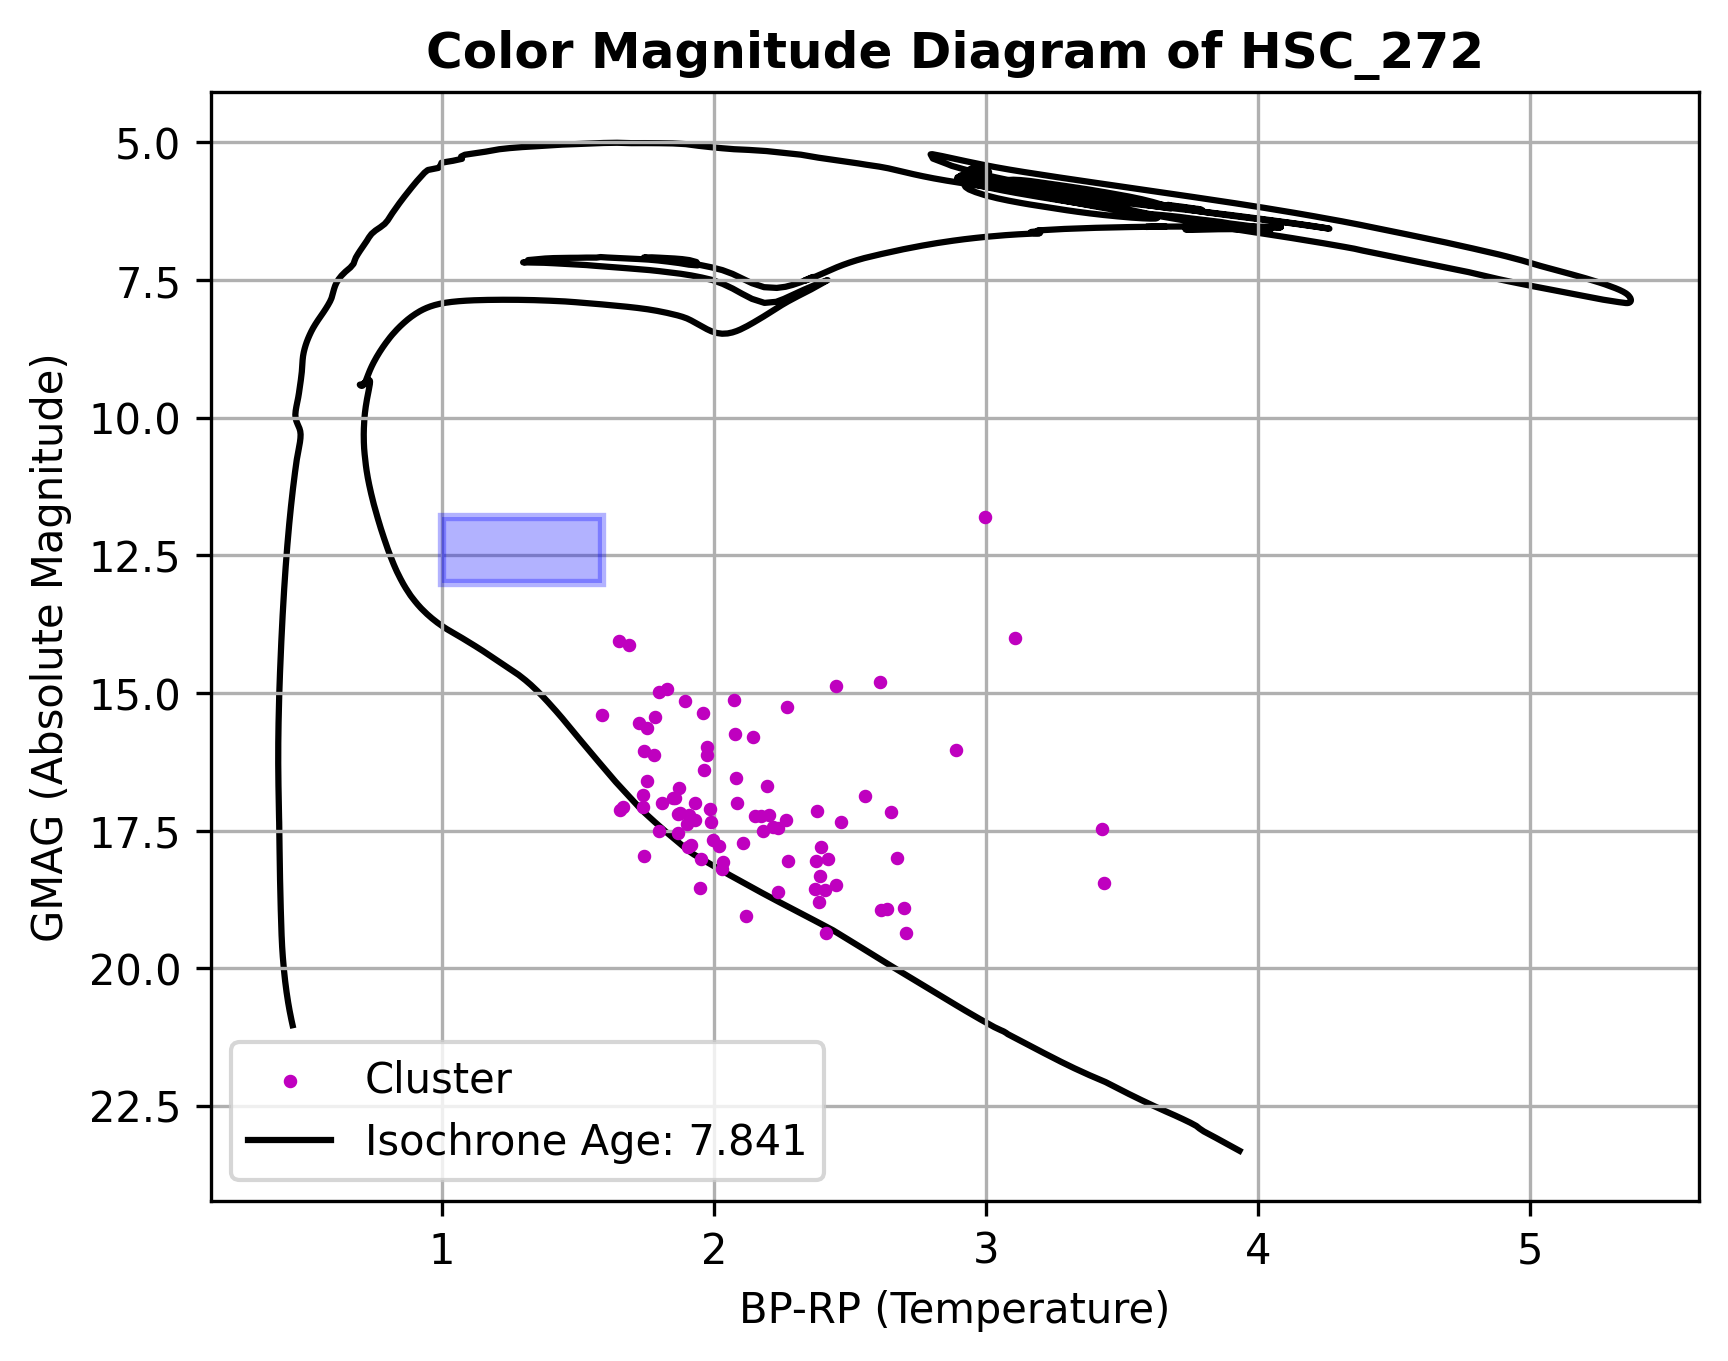 Color Magnitude Diagram of HSC_272
GMAG (Absolute Magnitude)
5.0
7.5
10.0
12.5
15.0
17.5
20.0
22.5
Cluster
Isochrone Age: 7.841
1 2 3 4 5
BP-RP (Temperature)